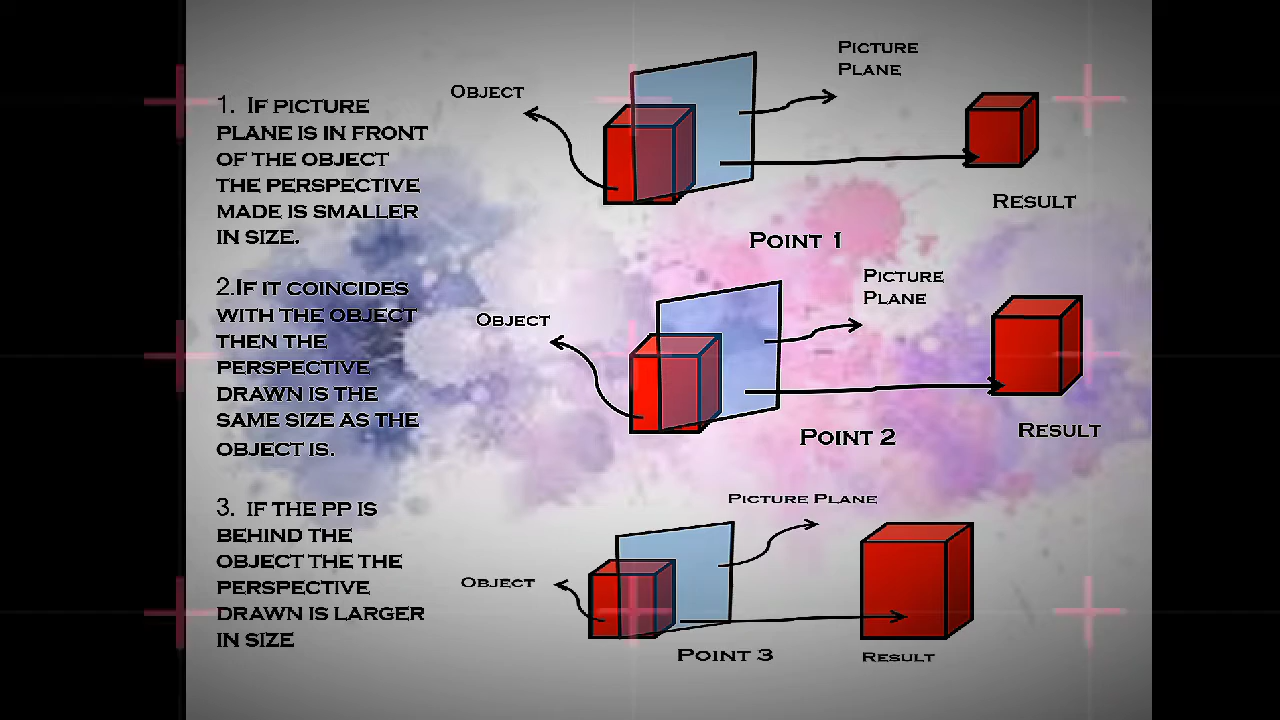 1. IF PICTURE
PLANE IS IN FRONT
OF THE OBJECT
THE PERSPECTIVE
MADE IS SMALLER
IN SIZE.
OBJECT
PICTURE
PLANE
RESULT
POINT 1
2.IF IT COINCIDES
WITH THE OBJECT
THEN THE
PERSPECTIVE
DRAWN IS THE
SAME SIZE AS THE
OBJECT IS.
OBJECT
PICTURE
PLANE
RESULT
POINT 2
3. IF THE PP IS
BEHIND THE
OBJECT THE THE
PERSPECTIVE
DRAWN IS LARGER
IN SIZE
OBJECT
PICTURE PLANE
RESULT
POINT 3